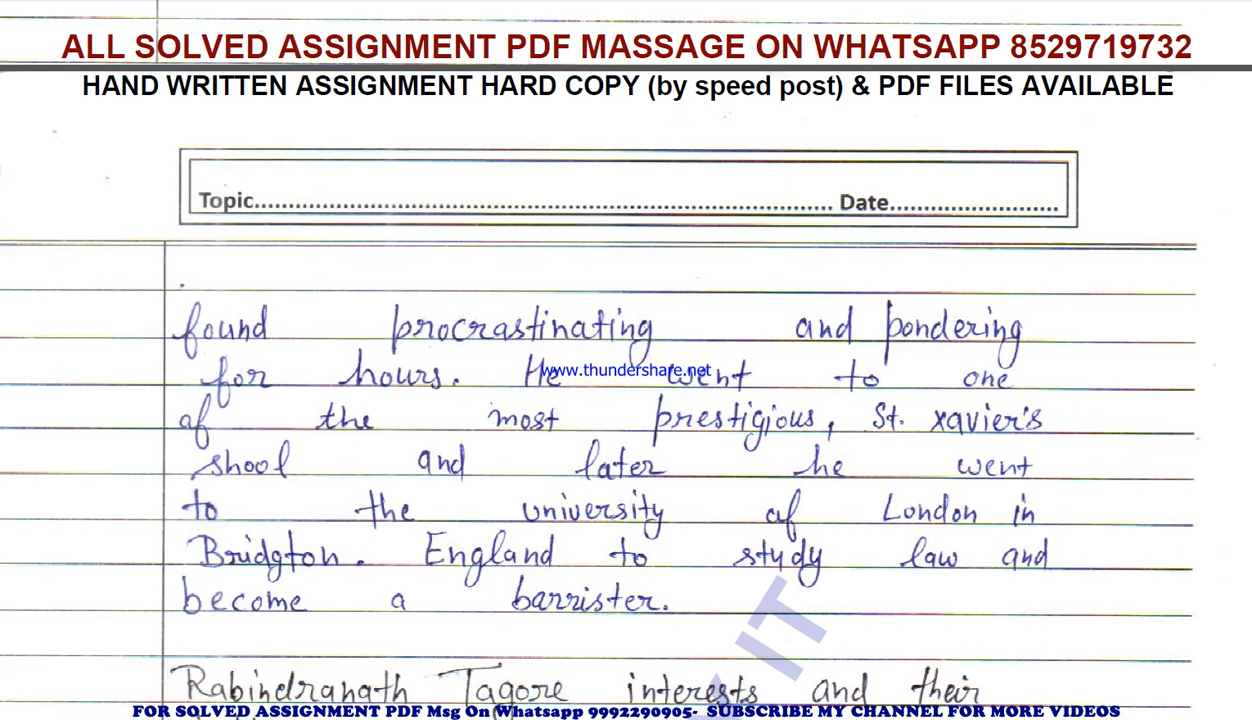 ALL SOLVED ASSIGNMENT PDF MASSAGE ON WHATSAPP 8529719732
HAND WRITTEN ASSIGNMENT HARD COPY (by speed post) & PDF FILES AVAILABLE
Topic.................................................................................. Date.........................
found procrastinating and pondering
for hours. He went to one
www.thundershare.net
of the most prestigious, St. xavier's
shool and later he went
to the university of London in
Bridgton. England to study law and
become a barrister.
IT
Rabindranath Tagore interests and their
FOR SOLVED ASSIGNMENT PDF Msg On Whatsapp 9992290905- SUBSCRIBE MY CHANNEL FOR MORE VIDEOS